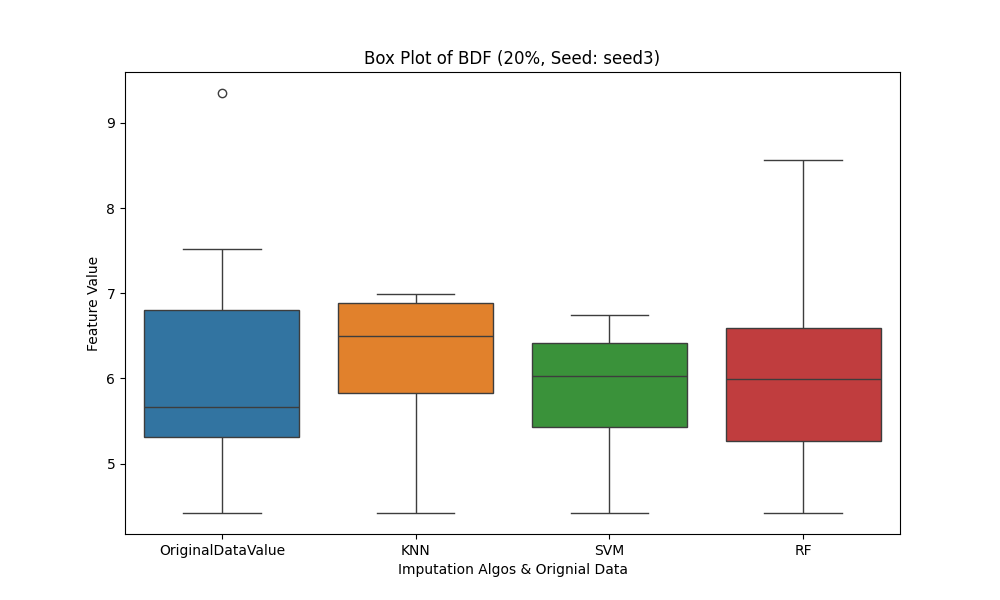 Box Plot of BDF (20%, Seed: seed3)
Feature Value
9
8
7
6
5
OriginalDataValue
KNN
SVM
RF
Imputation Algos & Orignial Data